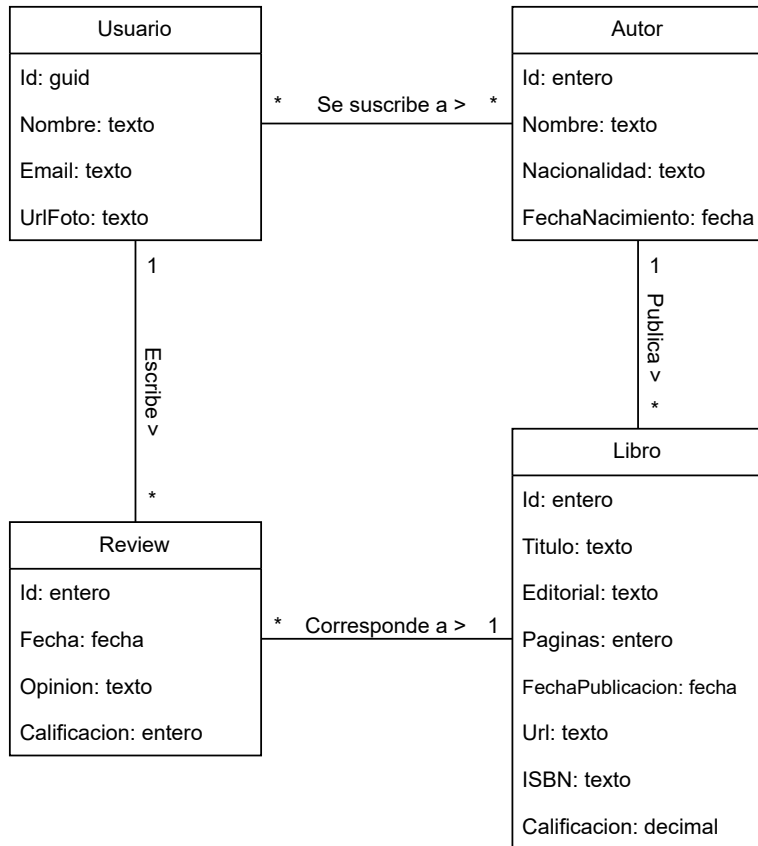 Usuario
Id: guid
Nombre: texto
Email: texto
UrlFoto: texto
* Se suscribe a > *
Autor
Id: entero
Nombre: texto
Nacionalidad: texto
FechaNacimiento: fecha
1
Escribe >
*
1
Publica >
*
Review
Id: entero
Fecha: fecha
Opinion: texto
Calificacion: entero
* Corresponde a > 1
Libro
Id: entero
Titulo: texto
Editorial: texto
Paginas: entero
FechaPublicacion: fecha
Url: texto
ISBN: texto
Calificacion: decimal